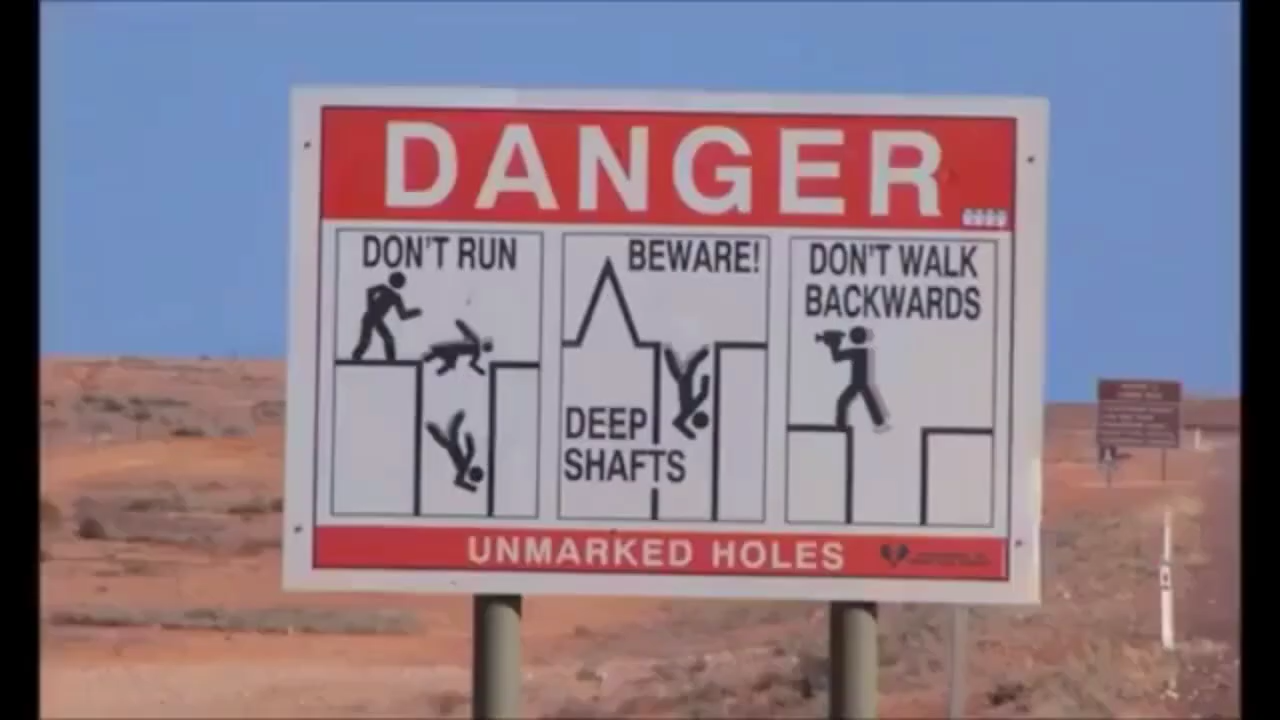 DANGER
DON'T RUN
BEWARE!
DEEP
SHAFTS
DON'T WALK
BACKWARDS
UNMARKED HOLES